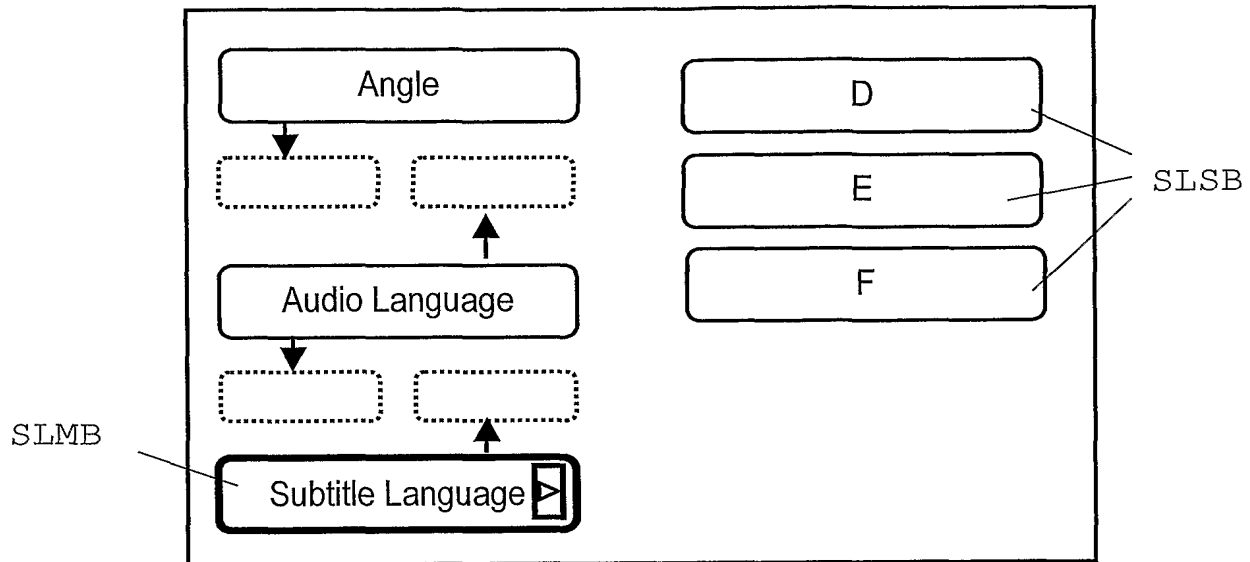 Angle
D
E
SLSB
Audio Language
F
SLMB
Subtitle Language